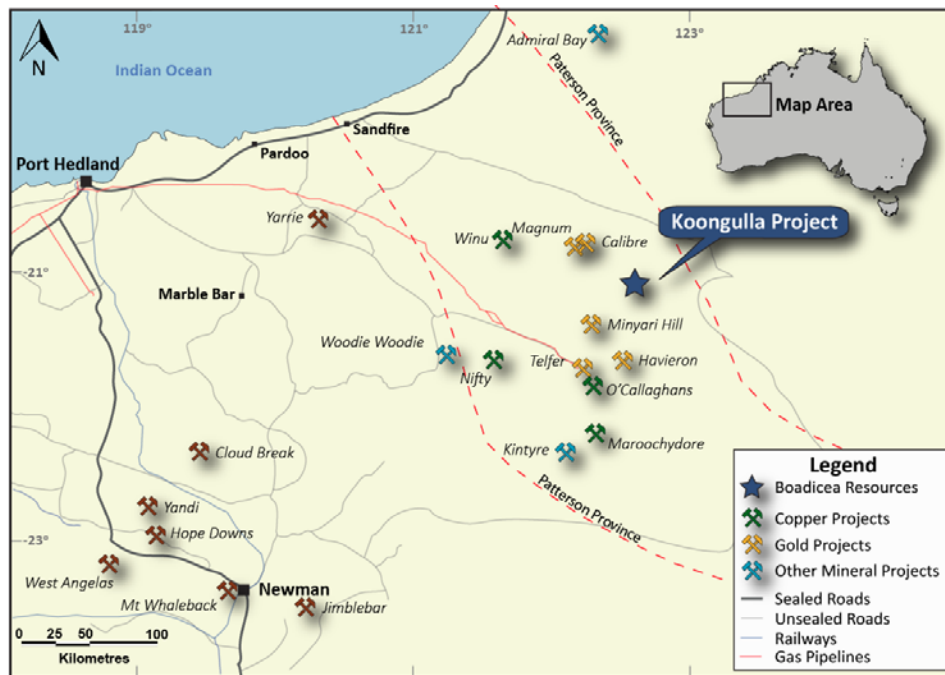 119°
121°
123°
Admiral Bay
N
Indian Ocean
Patterson Province
Map Area
Sandfire
Pardoo
Port Hedland
Koongulla Project
Yarrie
Winu
Magnum
Calibre
-21°
Marble Bar
Minyari Hill
Woodie Woodie
Nifty
Telfer
Havieron
O'Callaghans
Maroochydore
Kintyre
Cloud Break
Patterson Province
Yandi
Hope Downs
-23°
West Angelas
Mt Whaleback
Newman
Jimblebar
0 25 50 100
Kilometres
Legend
Boadicea Resources
Copper Projects
Gold Projects
Other Mineral Projects
Sealed Roads
Unsealed Roads
Railways
Gas Pipelines